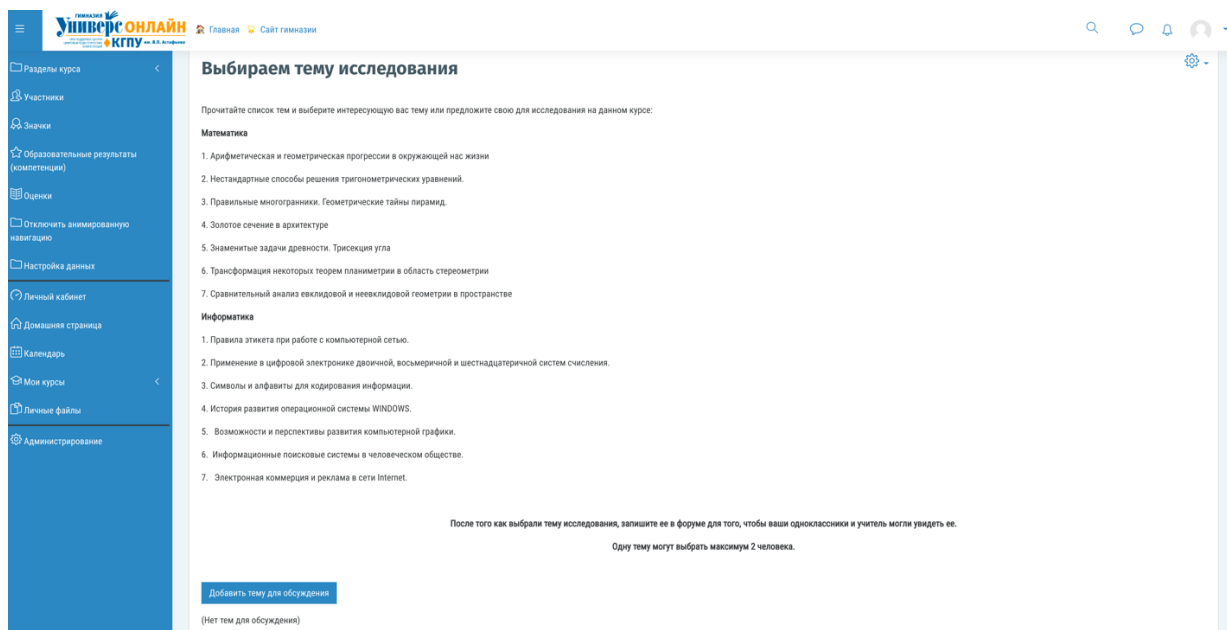 ГИМНАЗИЯ
Универс ОНЛАЙН
КГПУ им. В.П. Астафьева
Главная
Сайт гимназии
Разделы курса
Участники
Значки
Образовательные результаты
(компетенции)
Оценки
Отключить анимированную
навигацию
Настройка данных
Личный кабинет
Домашняя страница
Календарь
Мои курсы
Личные файлы
Администрирование
Выбираем тему исследования
Прочитайте список тем и выберите интересующую вас тему или предложите свою для исследования на данном курсе:
Математика
1. Арифметическая и геометрическая прогрессии в окружающей нас жизни
2. Нестандартные способы решения тригонометрических уравнений.
3. Правильные многогранники. Геометрические тайны пирамид.
4. Золотое сечение в архитектуре
5. Знаменитые задачи древности. Трисекция угла
6. Трансформация некоторых теорем планиметрии в область стереометрии
7. Сравнительный анализ евклидовой и неевклидовой геометрии в пространстве
Информатика
1. Правила этикета при работе с компьютерной сетью.
2. Применение в цифровой электронике двоичной, восьмеричной и шестнадцатеричной систем счисления.
3. Символы и алфавиты для кодирования информации.
4. История развития операционной системы WINDOWS.
5. Возможности и перспективы развития компьютерной графики.
6. Информационные поисковые системы в человеческом обществе.
7. Электронная коммерция и реклама в сети Internet.
После того как выбрали тему исследования, запишите ее в форуме для того, чтобы ваши одноклассники и учитель могли увидеть ее.
Одну тему могут выбрать максимум 2 человека.
Добавить тему для обсуждения
(Нет тем для обсуждения)